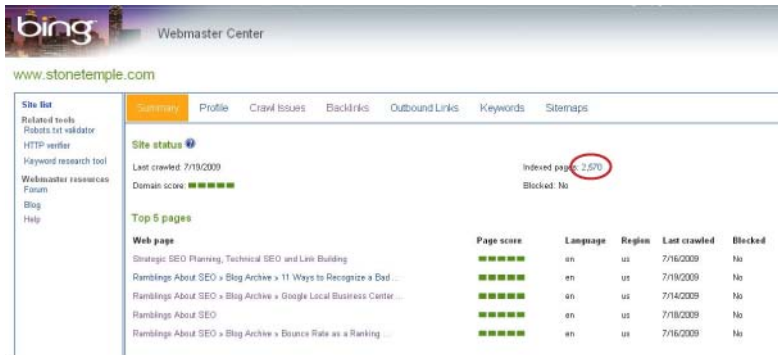 bing Webmaster Center
www.stonetemple.com
Site list
Related tools
Robots.txt validator
HTTP verifier
Keyword research tool
Webmaster resources
Forum
Blog
Help
Summary Profile Crawl Issues Backlinks Outbound Links Keywords Sitemaps
Site status
Last crawled: 7/19/2009 Indexed pages: 2,570
Domain score: Blocked: No
Top 5 pages
Web page Page score Language Region Last crawled Blocked
Strategic SEO Planning, Technical SEO and Link Building en us 7/16/2009 No
Ramblings About SEO » Blog Archive » 11 Ways to Recognize a Bad... en us 7/19/2009 No
Ramblings About SEO » Blog Archive » Google Local Business Center... en us 7/14/2009 No
Ramblings About SEO en us 7/18/2009 No
Ramblings About SEO » Blog Archive » Bounce Rate as a Ranking ... en us 7/16/2009 No